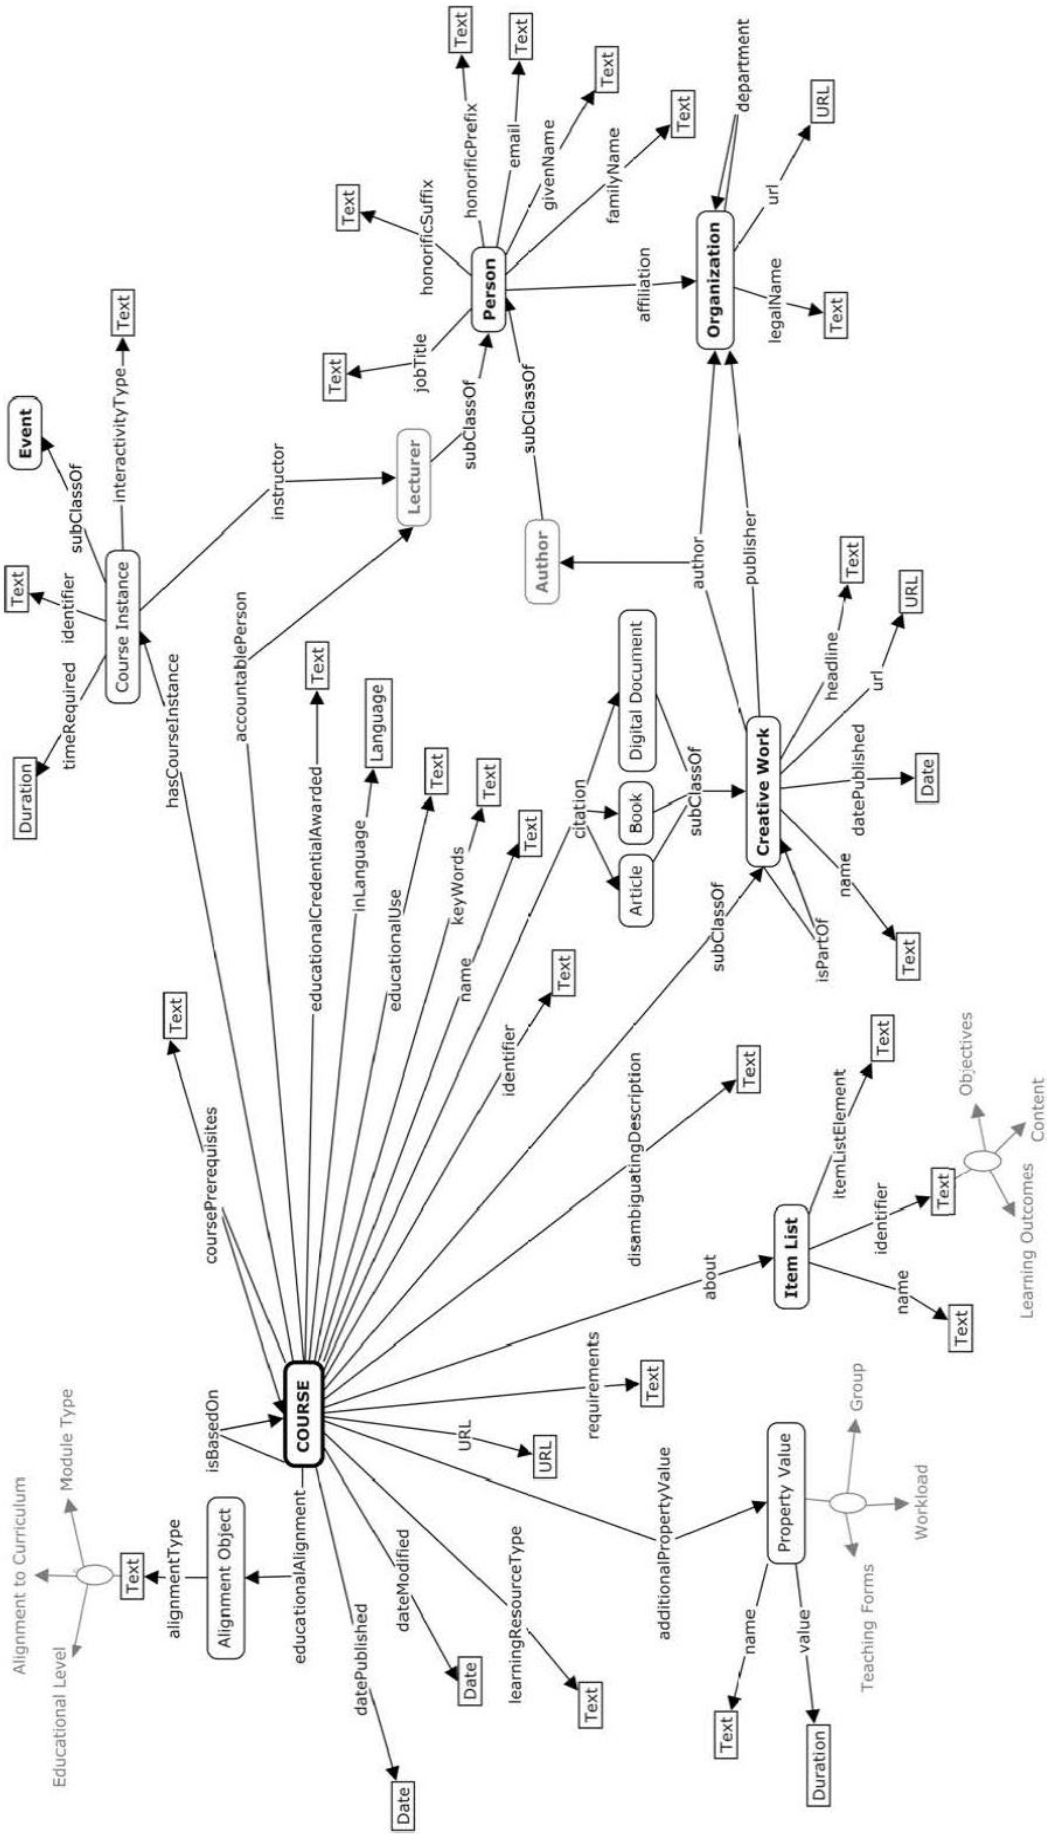 Alignment to Curriculum
Module Type
Educational Level
Text
alignmentType
Alignment Object
educationalAlignment
isBasedOn
COURSE
coursePrerequisites
Text
hasCourseInstance
Duration
timeRequired
Text
identifier
subClassOf
Event
Course Instance
interactivityType
Text
instructor
accountablePerson
Lecturer
subClassOf
Text
jobTitle
Text
honorificSuffix
honorificPrefix
Text
email
Text
givenName
Text
familyName
Text
Person
subClassOf
Author
affiliation
Organization
department
url
URL
legalName
Text
author
publisher
educationalCredentialAwarded
Text
inLanguage
Language
educationalUse
Text
keyWords
Text
name
Text
citation
Article
Book
Digital Document
subClassOf
identifier
Text
subClassOf
Creative Work
headline
Text
url
URL
datePublished
Date
name
Text
isPartOf
disambiguatingDescription
Text
about
Item List
itemListElement
Text
identifier
Text
name
Text
Objectives
Content
Learning Outcomes
requirements
Text
URL
URL
additionalPropertyValue
Property Value
name
Text
value
Duration
Group
Workload
Teaching Forms
learningResourceType
Text
dateModified
Date
datePublished
Date